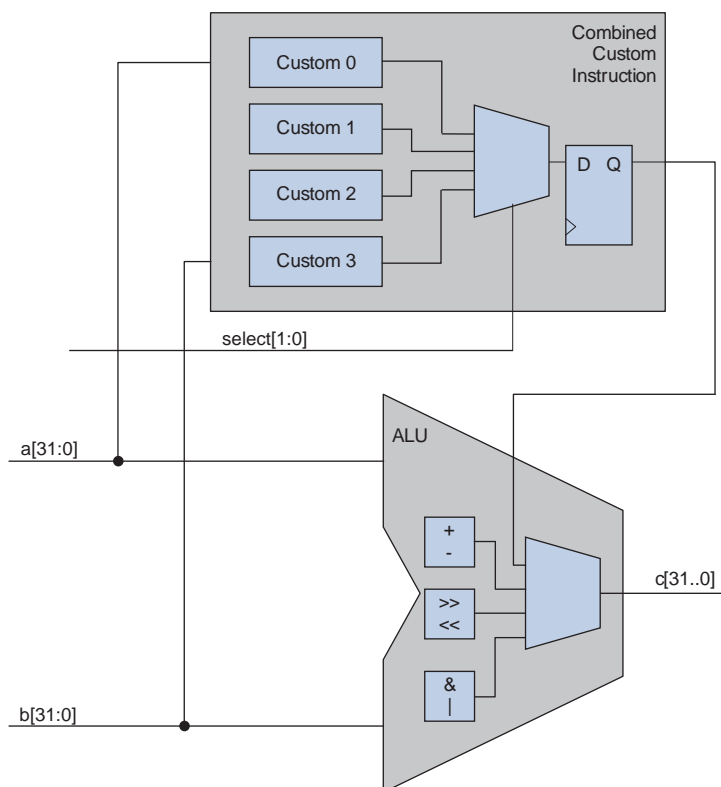 Combined
Custom
Instruction
Custom 0
Custom 1
Custom 2
Custom 3
D Q
select[1:0]
a[31:0]
ALU
+
-
>>
<<
&
|
c[31..0]
b[31:0]